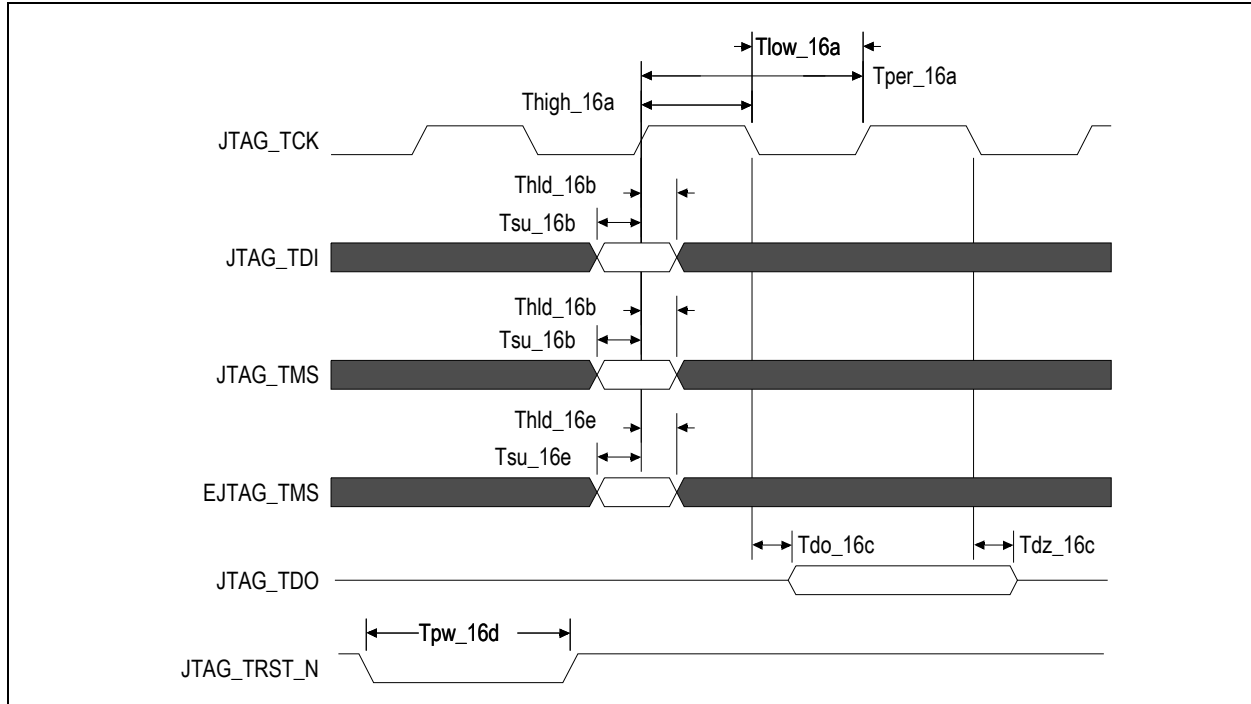 Tlow_16a
Tper_16a
Thigh_16a
JTAG_TCK
Thld_16b
Tsu_16b
JTAG_TDI
Thld_16b
Tsu_16b
JTAG_TMS
Thld_16e
Tsu_16e
EJTAG_TMS
Tdo_16c
Tdz_16c
JTAG_TDO
Tpw_16d
JTAG_TRST_N